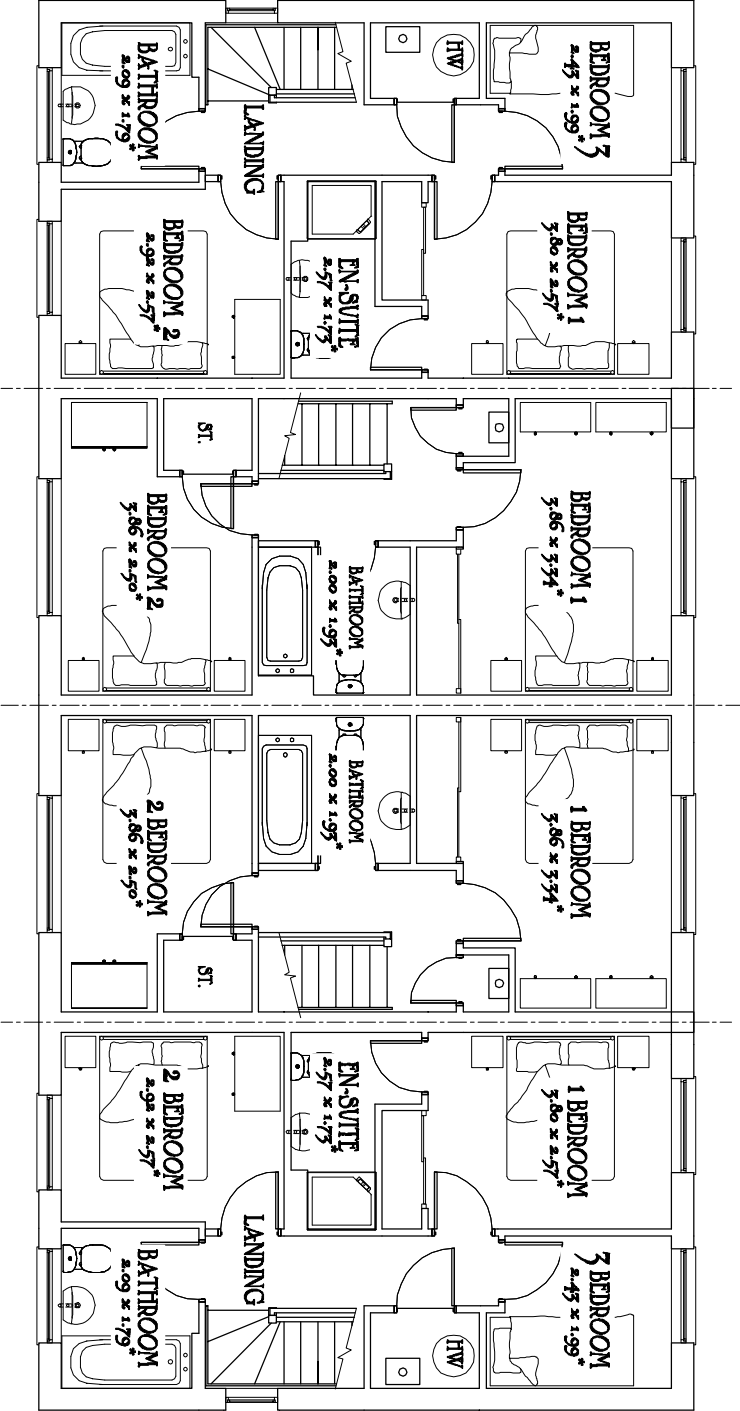 BATHROOM
2.09 x 1.79*
LANDING
HW
BEDROOM 3
2.43 x 1.99*
BEDROOM 2
2.92 x 2.57*
EN-SUITE
2.57 x 1.73*
BEDROOM 1
3.80 x 2.57*
ST.
BEDROOM 2
3.86 x 2.50*
BATHROOM
2.00 x 1.93*
BEDROOM 1
3.86 x 3.34*
2 BEDROOM
3.86 x 2.50*
BATHROOM
2.00 x 1.93*
1 BEDROOM
3.86 x 3.34*
ST.
2 BEDROOM
2.92 x 2.57*
EN-SUITE
2.57 x 1.73*
1 BEDROOM
3.80 x 2.57*
BATHROOM
2.09 x 1.79*
LANDING
HW
3 BEDROOM
2.43 x 1.99*